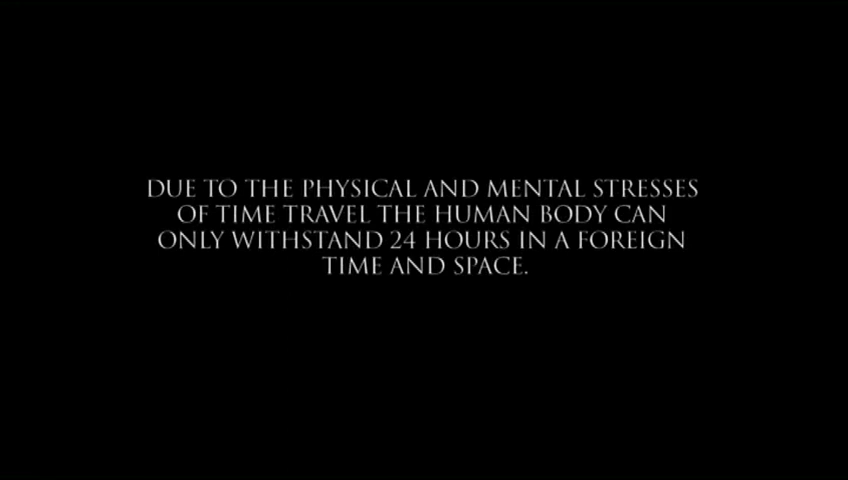 DUE TO THE PHYSICAL AND MENTAL STRESSES
OF TIME TRAVEL THE HUMAN BODY CAN
ONLY WITHSTAND 24 HOURS IN A FOREIGN
TIME AND SPACE.